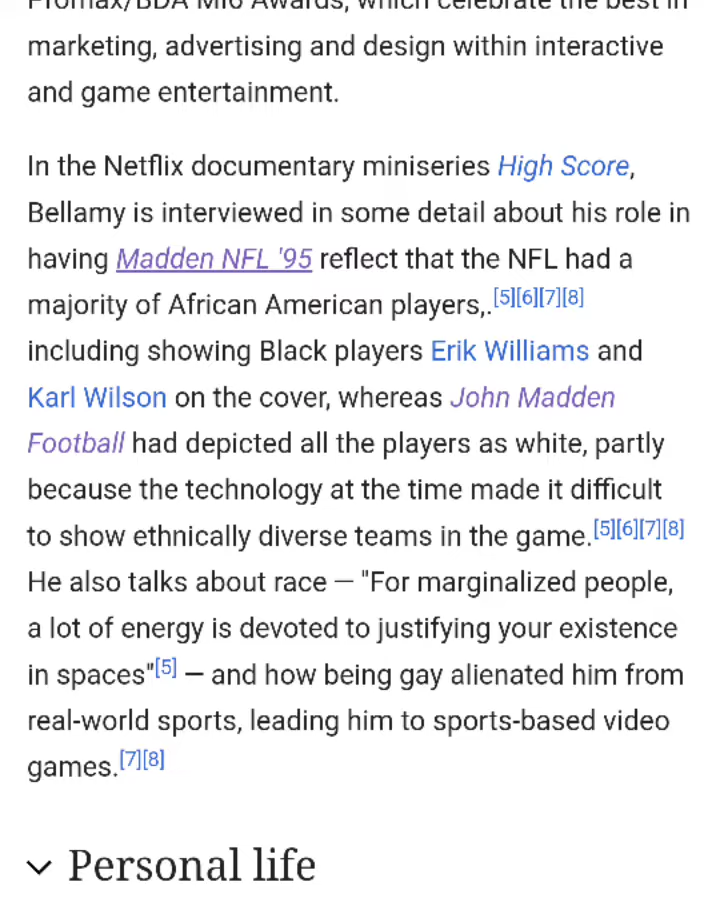 Promax/BDA M16 Awards, which celebrate the best in
marketing, advertising and design within interactive
and game entertainment.
In the Netflix documentary miniseries High Score,
Bellamy is interviewed in some detail about his role in
having Madden NFL '95 reflect that the NFL had a
majority of African American players,.[5][6][7][8]
including showing Black players Erik Williams and
Karl Wilson on the cover, whereas John Madden
Football had depicted all the players as white, partly
because the technology at the time made it difficult
to show ethnically diverse teams in the game.[5][6][7][8]
He also talks about race — "For marginalized people,
a lot of energy is devoted to justifying your existence
in spaces"[5] — and how being gay alienated him from
real-world sports, leading him to sports-based video
games.[7][8]
Personal life